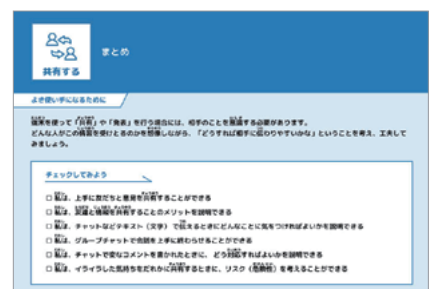 共有する
まとめ
よき使い手になるために
端末を使って「共有」や「発表」を行う場合には、相手のことを意識する必要があります。
どんな人がこの情報を受けとるのかを想像しながら、「どうすれば相手に伝わりやすいかな」ということを考え、工夫して
みましょう。
チェックしてみよう
□ 私は、上手に友だちと意見を共有することができる
□ 私は、友達と情報を共有することのメリットを説明できる
□ 私は、チャットなどテキスト（文字）で伝えるときにどんなことに気をつければよいかを説明できる
□ 私は、グループチャットで会話を上手に終わらせることができる
□ 私は、チャットで変なコメントを書かれたときに、どう対応すればよいかを説明できる
□ 私は、イライラした気持ちをだれかに共有するときに、リスク（危険性）を考えることができる